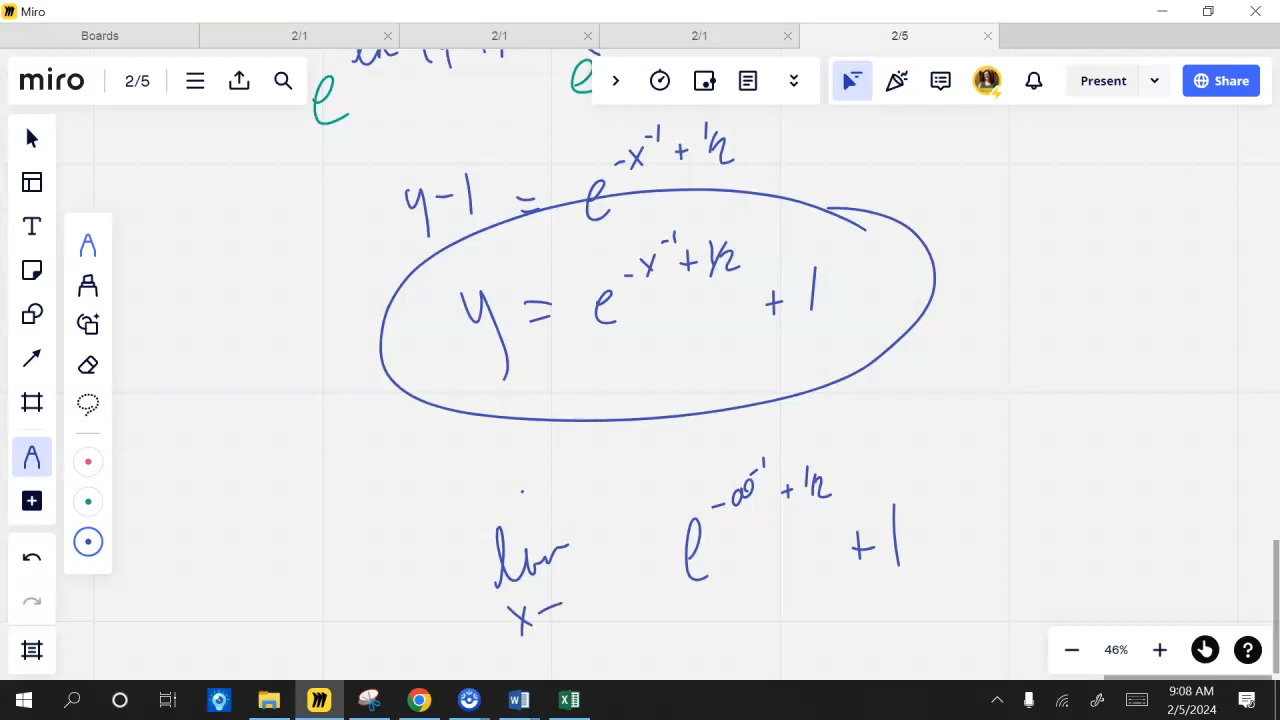 Miro
Boards 2/1 2/1 2/1 2/5
miro 2/5 Present Share
e e
y - 1 = e^{-x^{-1} + 1/2}
y = e^{-x^{-1} + 1/2} + 1
lim e^{-∞^{-1} + 1/2} + 1
x -
46%
9:08 AM
2/5/2024